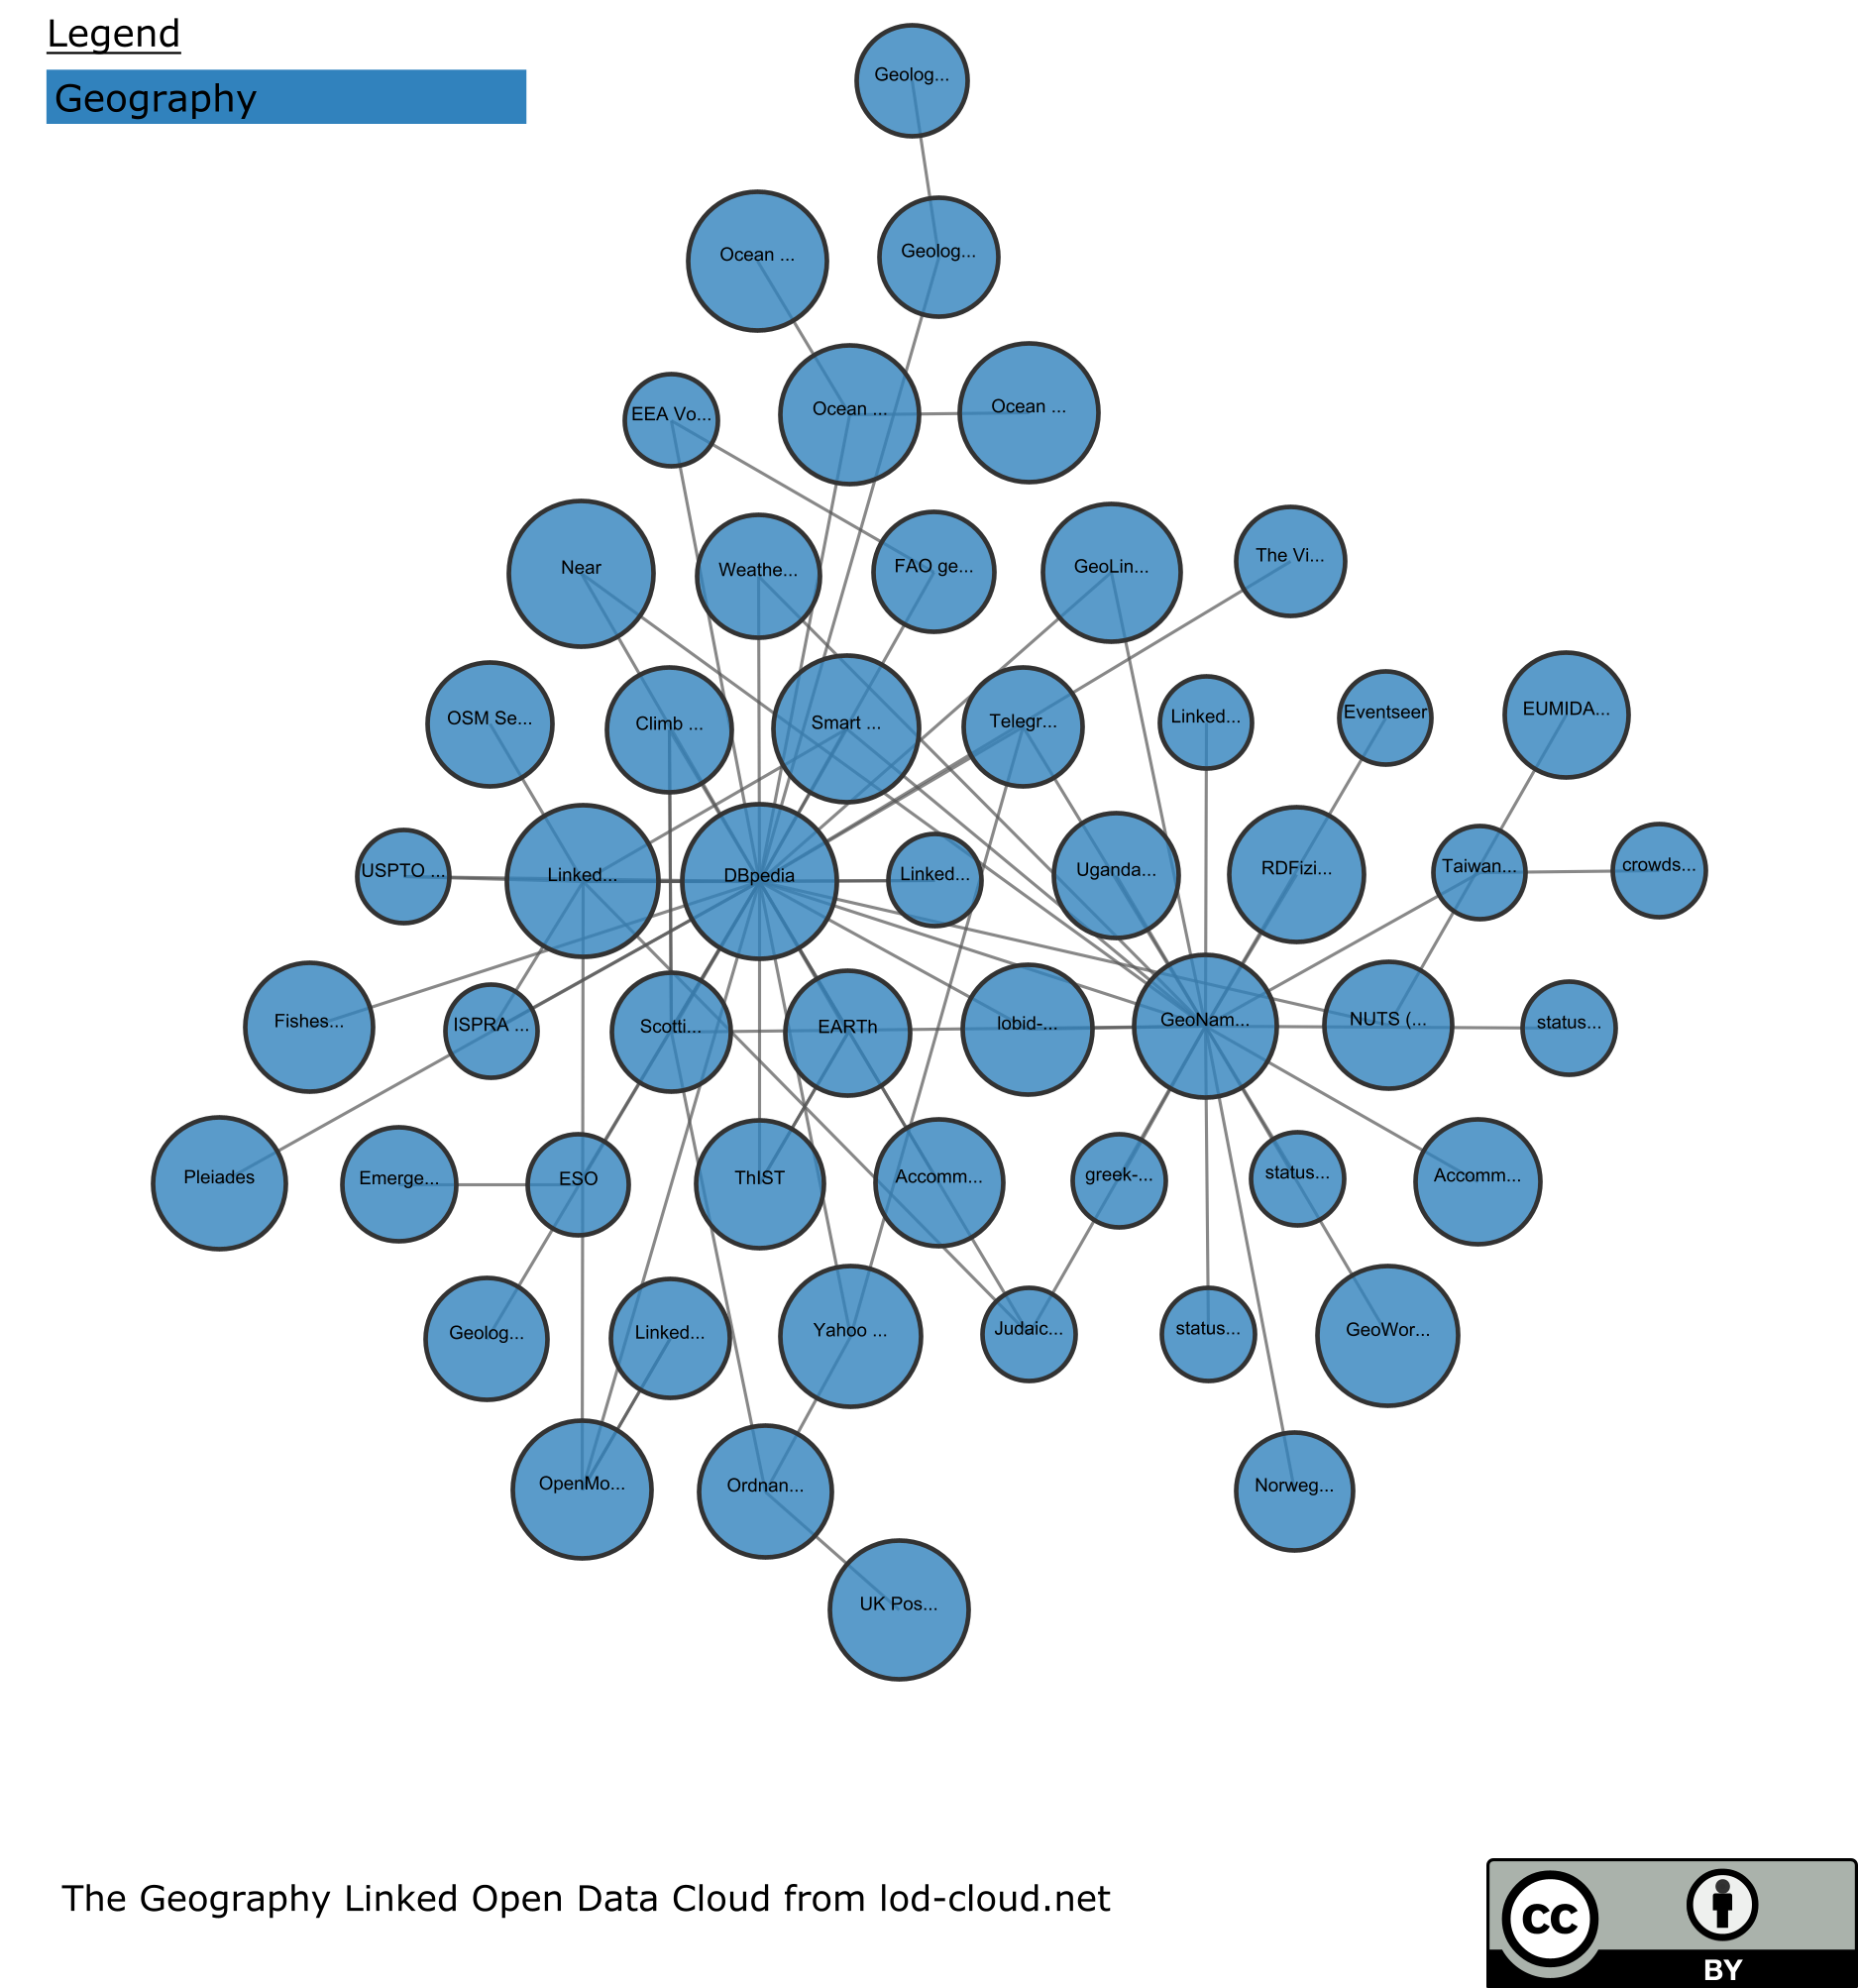 Legend
Geography
Geolog...
Ocean ...
Geolog...
EEA Vo...
Ocean ...
Ocean ...
Near
Weathe...
FAO ge...
GeoLin...
The Vi...
OSM Se...
Climb ...
Smart ...
Telegr...
Linked...
Eventseer
EUMIDA...
USPTO ...
Linked...
DBpedia
Linked...
Uganda...
RDFizi...
Taiwan...
crowds...
Fishes...
ISPRA ...
Scotti...
EARTh
lobid-...
GeoNam...
NUTS (...
status...
Pleiades
Emerge...
ESO
ThIST
Accomm...
greek-...
status...
Accomm...
Geolog...
Linked...
Yahoo ...
Judaic...
status...
GeoWor...
OpenMo...
Ordnan...
Norweg...
UK Pos...
The Geography Linked Open Data Cloud from lod-cloud.net
cc
BY